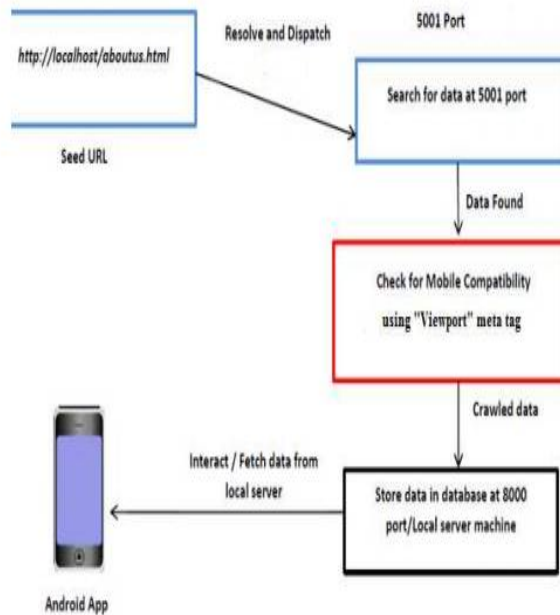 5001 Port
Resolve and Dispatch
http://localhost/aboutus.html
Search for data at 5001 port
Seed URL
Data Found
Check for Mobile Compatibility
using "Viewport" meta tag
Crawled data
Interact / Fetch data from
local server
Store data in database at 8000
port/Local server machine
Android App